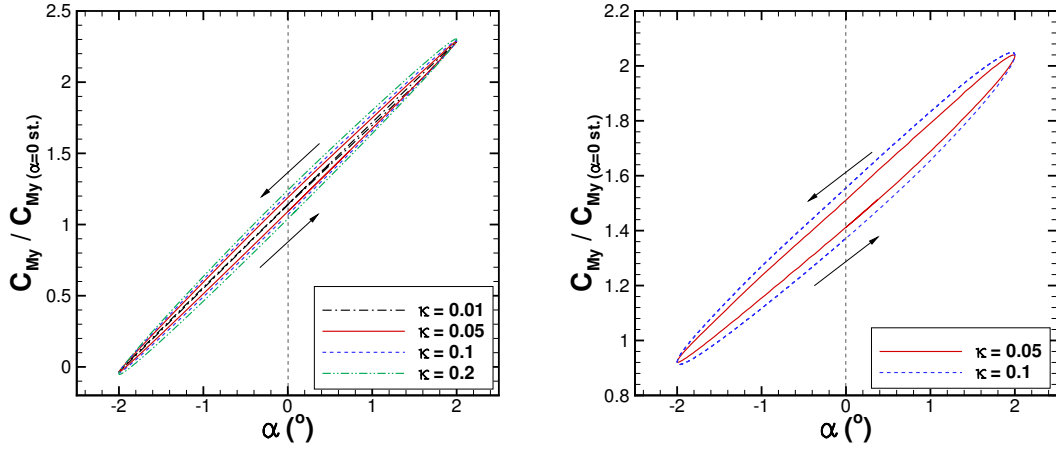 C_My / C_My (α=0 st.)
2.5
2
1.5
1
0.5
0
-2 -1 0 1 2
α (o)
κ = 0.01
κ = 0.05
κ = 0.1
κ = 0.2
C_My / C_My (α=0 st.)
2.2
2
1.8
1.6
1.4
1.2
1
0.8
-2 -1 0 1 2
α (o)
κ = 0.05
κ = 0.1